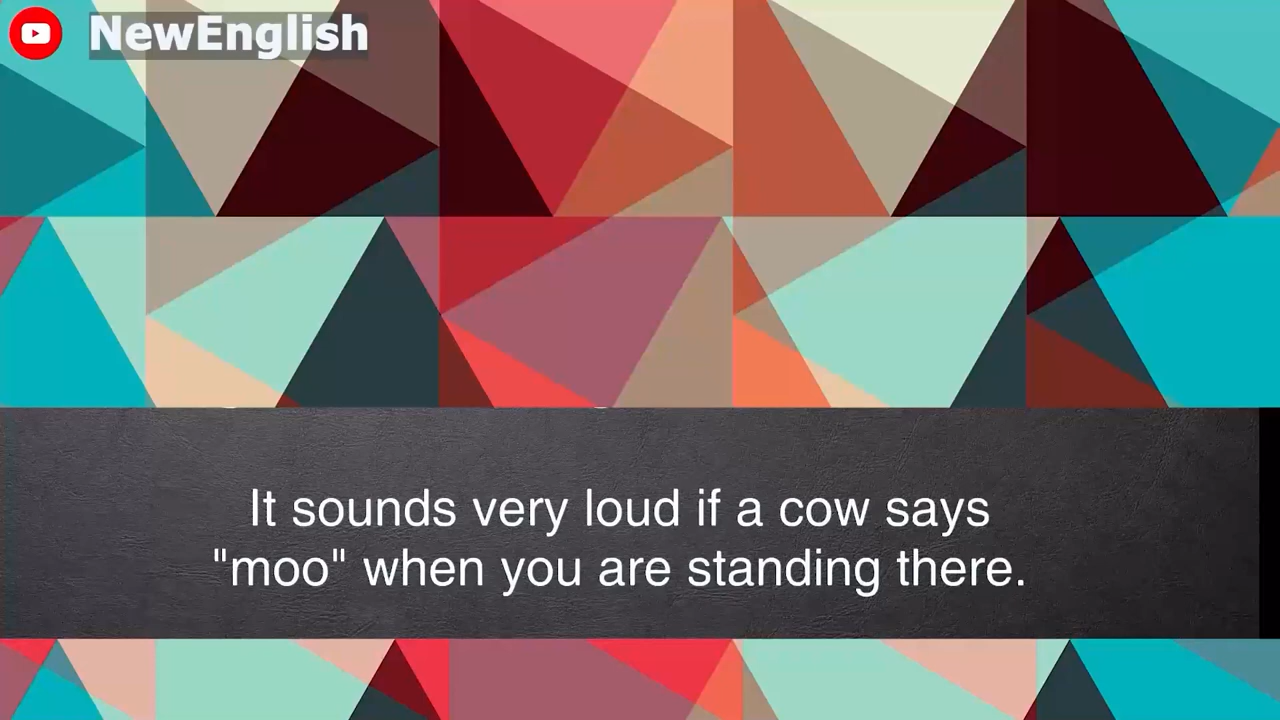 NewEnglish
It sounds very loud if a cow says
"moo" when you are standing there.